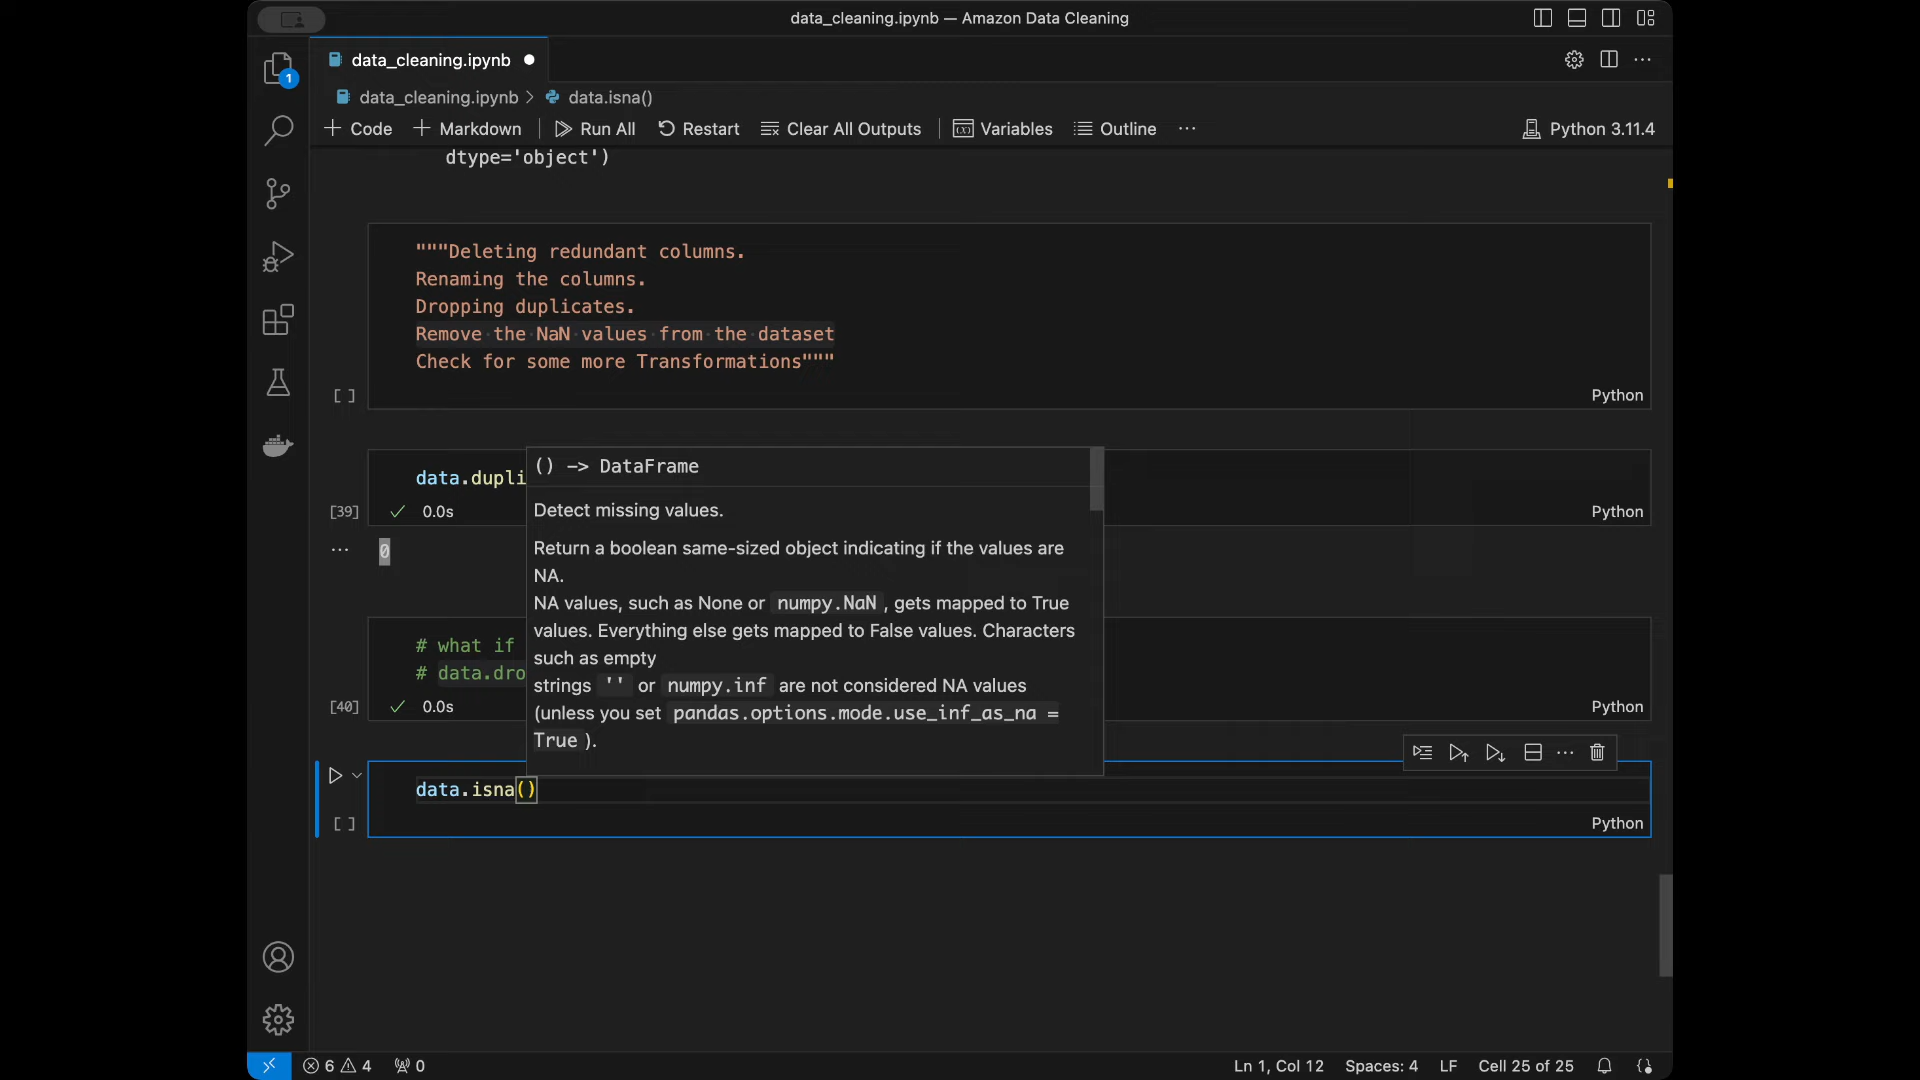 data_cleaning.ipynb — Amazon Data Cleaning
data_cleaning.ipynb
1
data_cleaning.ipynb > data.isna()
+ Code + Markdown Run All Restart Clear All Outputs Variables Outline ... Python 3.11.4
dtype='object')
"""Deleting redundant columns.
Renaming the columns.
Dropping duplicates.
Remove the NaN values from the dataset
Check for some more Transformations"""
[ ] Python
data.dupli
[39] 0.0s Python
... 0
# what if
# data.dro
[40] 0.0s Python
() -> DataFrame
Detect missing values.
Return a boolean same-sized object indicating if the values are
NA.
NA values, such as None or numpy.NaN , gets mapped to True
values. Everything else gets mapped to False values. Characters
such as empty
strings '' or numpy.inf are not considered NA values
(unless you set pandas.options.mode.use_inf_as_na =
True ).
data.isna()
[ ] Python
6 4 0 Ln 1, Col 12 Spaces: 4 LF Cell 25 of 25